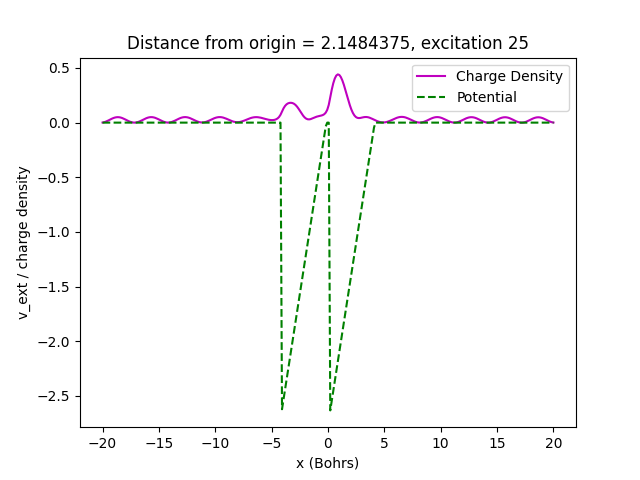 Distance from origin = 2.1484375, excitation 25
Charge Density
Potential
0.5
0.0
−0.5
−1.0
−1.5
−2.0
−2.5
v_ext / charge density
−20 −15 −10 −5 0 5 10 15 20
x (Bohrs)